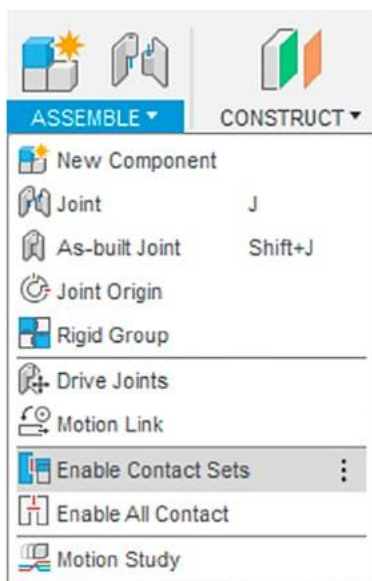 ASSEMBLE CONSTRUCT
New Component
Joint J
As-built Joint Shift+J
Joint Origin
Rigid Group
Drive Joints
Motion Link
Enable Contact Sets
Enable All Contact
Motion Study